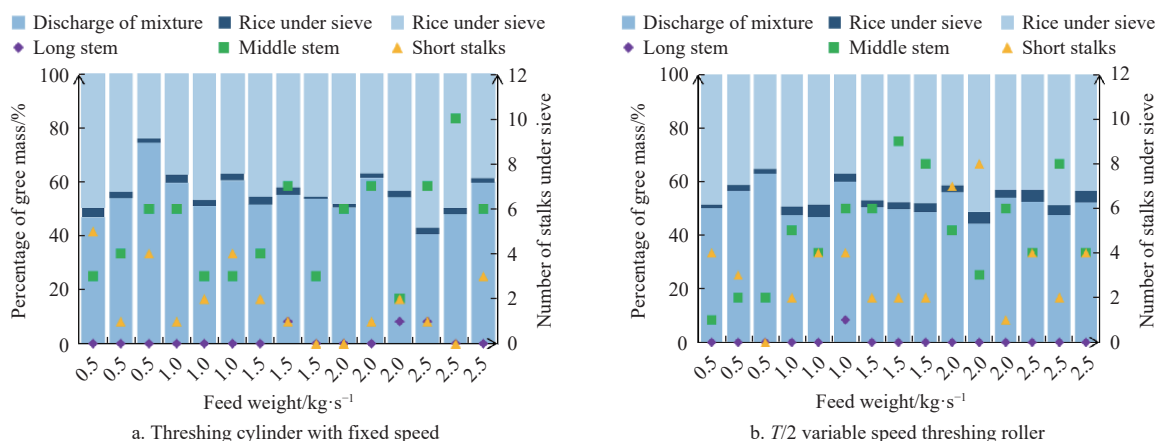 Discharge of mixture Rice under sieve Rice under sieve
Long stem Middle stem Short stalks
Percentage of gree mass/%
100
80
60
40
20
0
12
10
8
6
4
2
0
Number of stalks under sieve
0.5 0.5 0.5 1.0 1.0 1.0 1.5 1.5 1.5 2.0 2.0 2.0 2.5 2.5 2.5
Feed weight/kg·s⁻¹
a. Threshing cylinder with fixed speed
Discharge of mixture Rice under sieve Rice under sieve
Long stem Middle stem Short stalks
Percentage of gree mass/%
100
80
60
40
20
0
12
10
8
6
4
2
0
Number of stalks under sieve
0.5 0.5 0.5 1.0 1.0 1.0 1.5 1.5 1.5 2.0 2.0 2.0 2.5 2.5 2.5
Feed weight/kg·s⁻¹
b. T/2 variable speed threshing roller